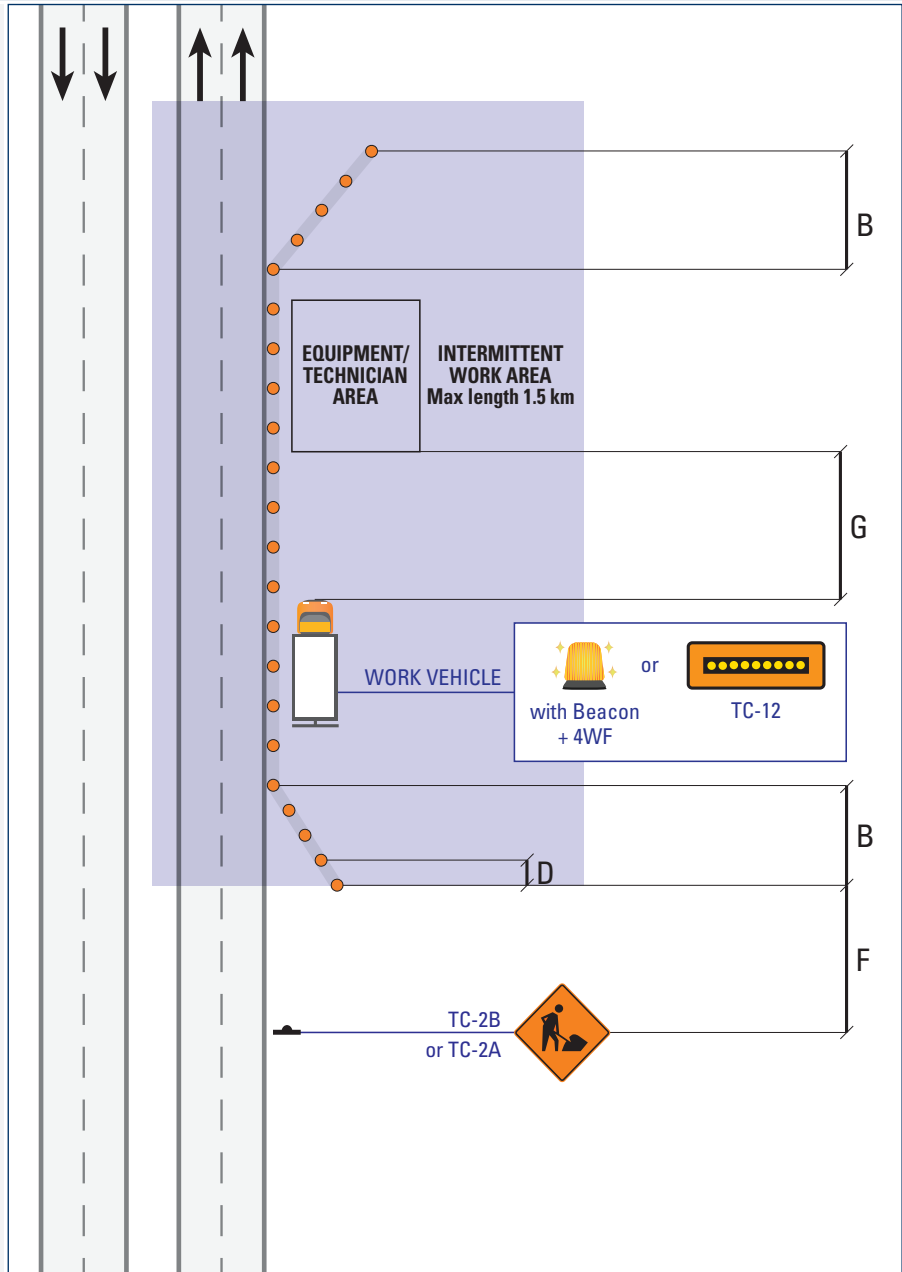 B
EQUIPMENT/
TECHNICIAN
AREA
INTERMITTENT
WORK AREA
Max length 1.5 km
G
WORK VEHICLE
with Beacon
+ 4WF
or
TC-12
B
D
F
TC-2B
or TC-2A